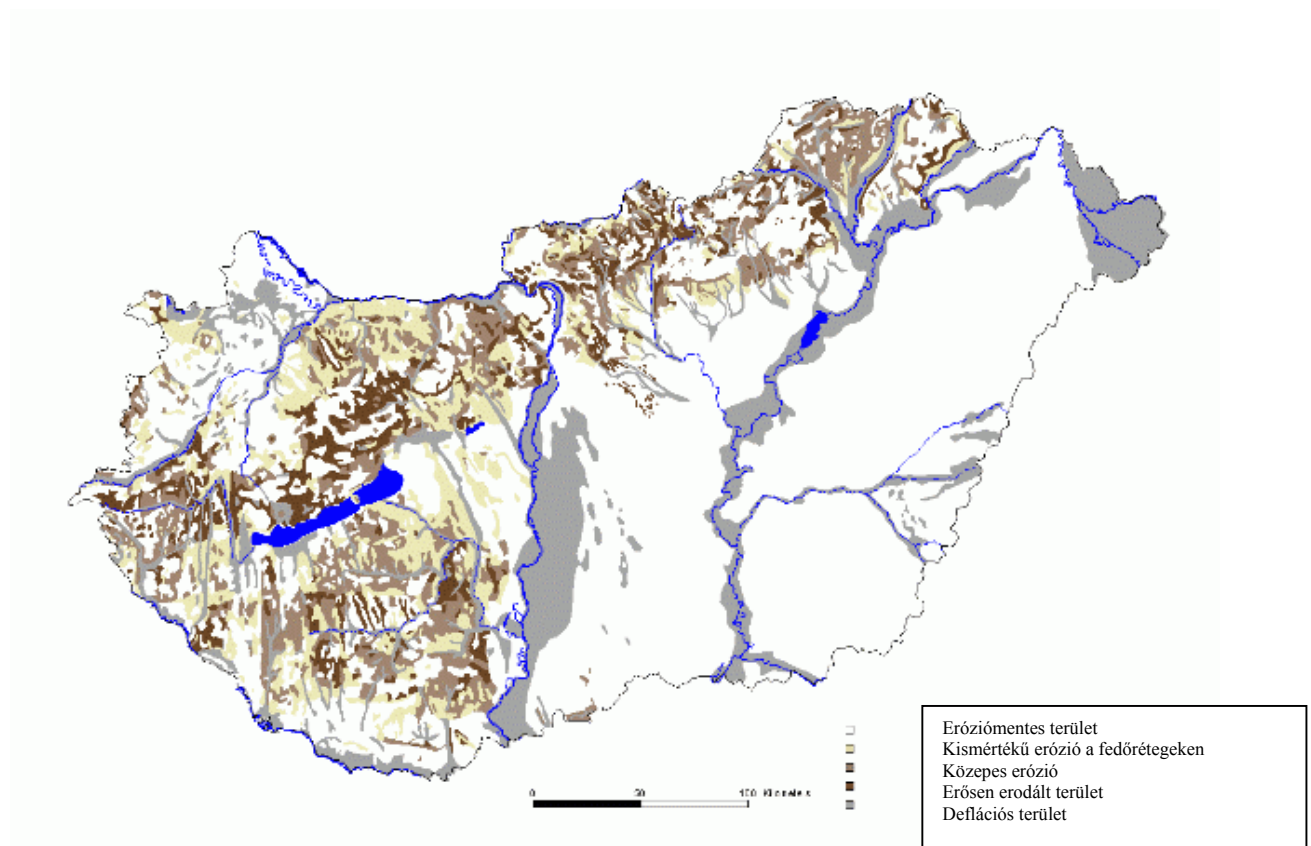 Eróziómentes terület
Kismértékű erózió a fedőrétegeken
Közepes erózió
Erősen erodált terület
Deflációs terület
0 50 100